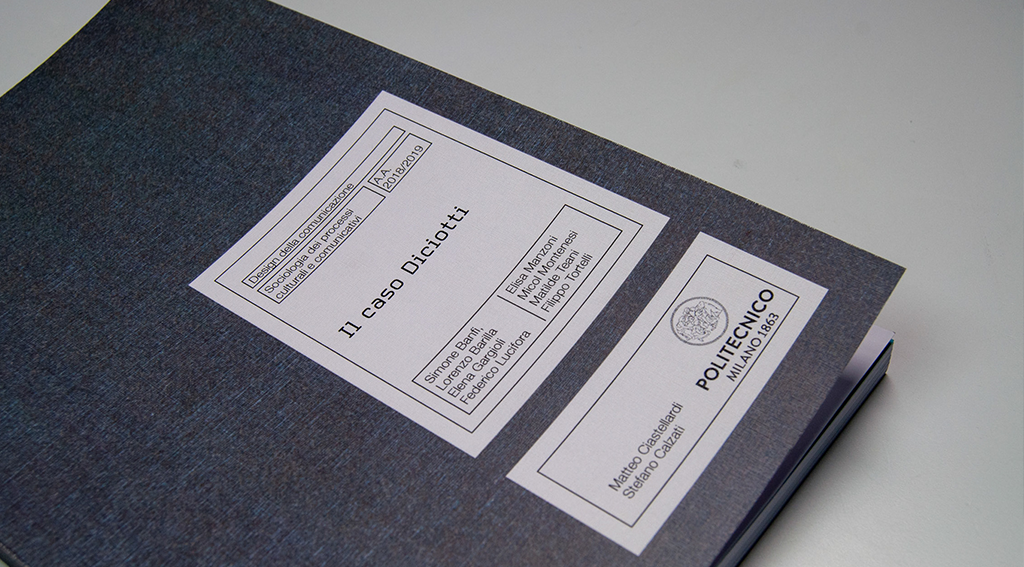 Design della comunicazione
Sociologia dei processi
culturali e comunicativi
A.A.
2018/2019
Il caso Diciotti
Simone Banfi,
Lorenzo Barilla
Elena Gargioli
Federico Lucifora
Elisa Manzoni
Micol Montenesi
Matilde Teani
Filippo Tortelli
Matteo Ciastellardi
Stefano Calzati
POLITECNICO
MILANO 1863